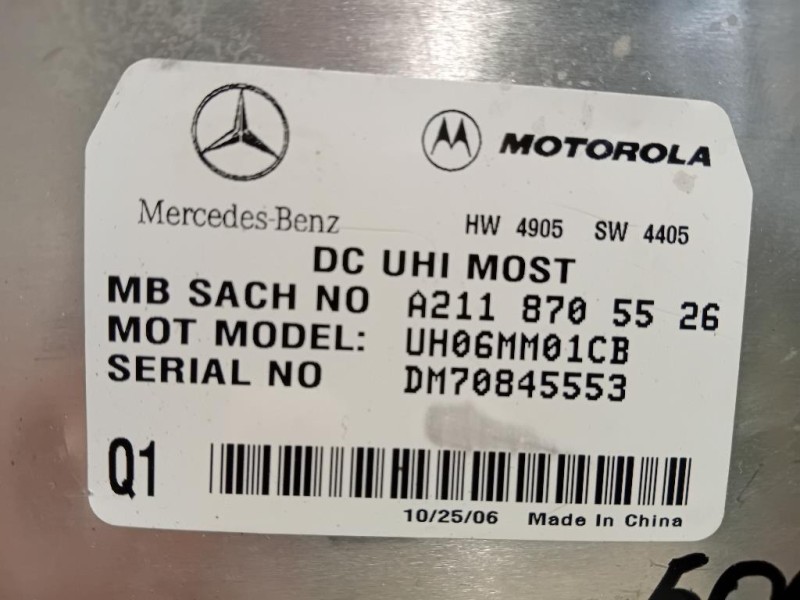 MOTOROLA
Mercedes-Benz
HW 4905 SW 4405
DC UHI MOST
MB SACH NO A211 870 55 26
MOT MODEL: UH06MM01CB
SERIAL NO DM70845553
Q1
10/25/06 Made In China